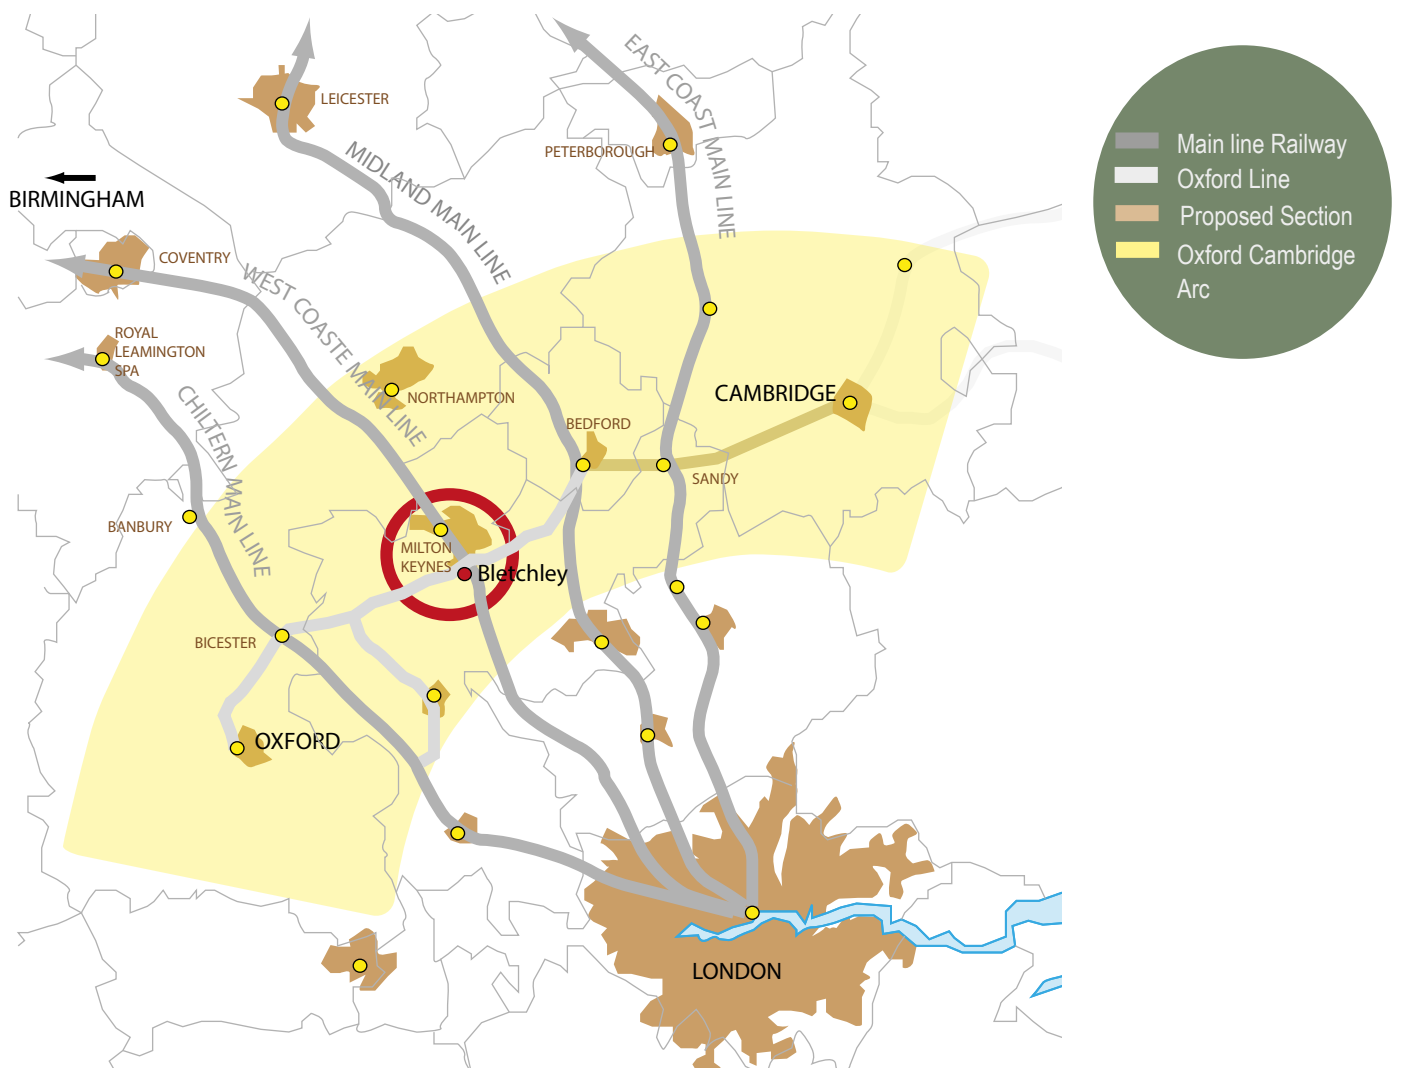 EAST COAST MAIN LINE
LEICESTER
PETERBOROUGH
MIDLAND MAIN LINE
BIRMINGHAM
COVENTRY
WEST COASTE MAIN LINE
ROYAL
LEAMINGTON
SPA
CHILTERN MAIN LINE
NORTHAMPTON
CAMBRIDGE
BEDFORD
SANDY
BANBURY
MILTON
KEYNES
Bletchley
BICESTER
OXFORD
LONDON
Main line Railway
Oxford Line
Proposed Section
Oxford Cambridge
Arc